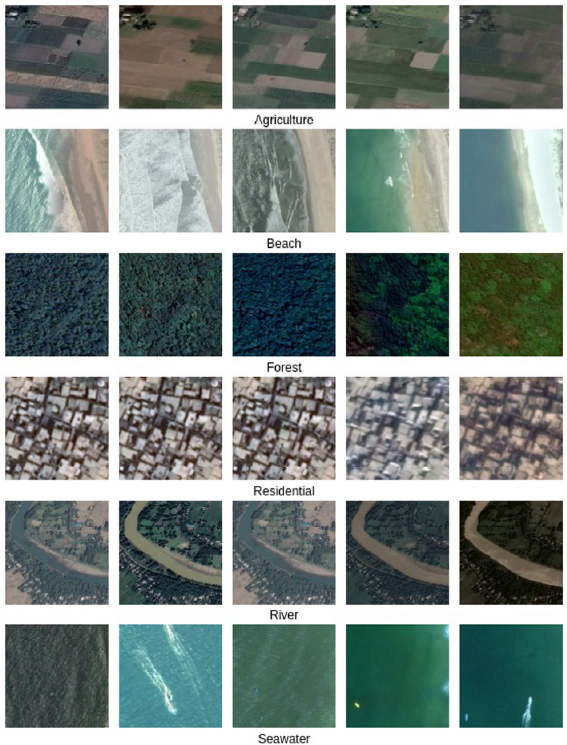 Agriculture
Beach
Forest
Residential
River
Seawater